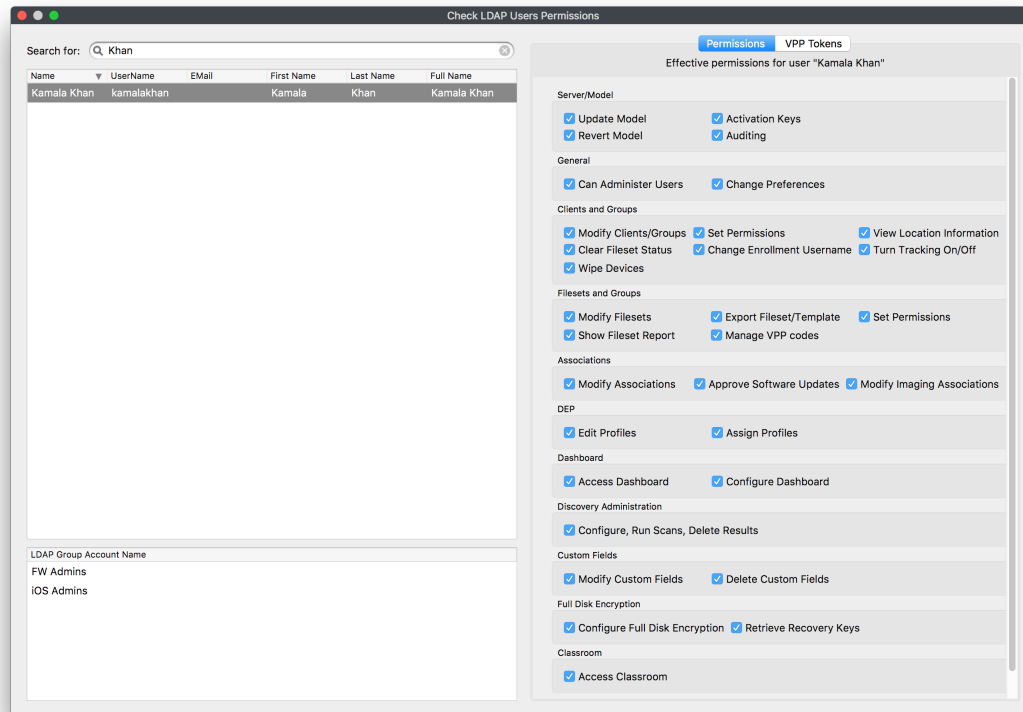 Check LDAP Users Permissions
Search for: Khan
Name UserName EMail First Name Last Name Full Name
Kamala Khan kamalakhan Kamala Khan Kamala Khan
LDAP Group Account Name
FW Admins
iOS Admins
Permissions VPP Tokens
Effective permissions for user "Kamala Khan"
Server/Model
Update Model Activation Keys
Revert Model Auditing
General
Can Administer Users Change Preferences
Clients and Groups
Modify Clients/Groups Set Permissions View Location Information
Clear Fileset Status Change Enrollment Username Turn Tracking On/Off
Wipe Devices
Filesets and Groups
Modify Filesets Export Fileset/Template Set Permissions
Show Fileset Report Manage VPP codes
Associations
Modify Associations Approve Software Updates Modify Imaging Associations
DEP
Edit Profiles Assign Profiles
Dashboard
Access Dashboard Configure Dashboard
Discovery Administration
Configure, Run Scans, Delete Results
Custom Fields
Modify Custom Fields Delete Custom Fields
Full Disk Encryption
Configure Full Disk Encryption Retrieve Recovery Keys
Classroom
Access Classroom